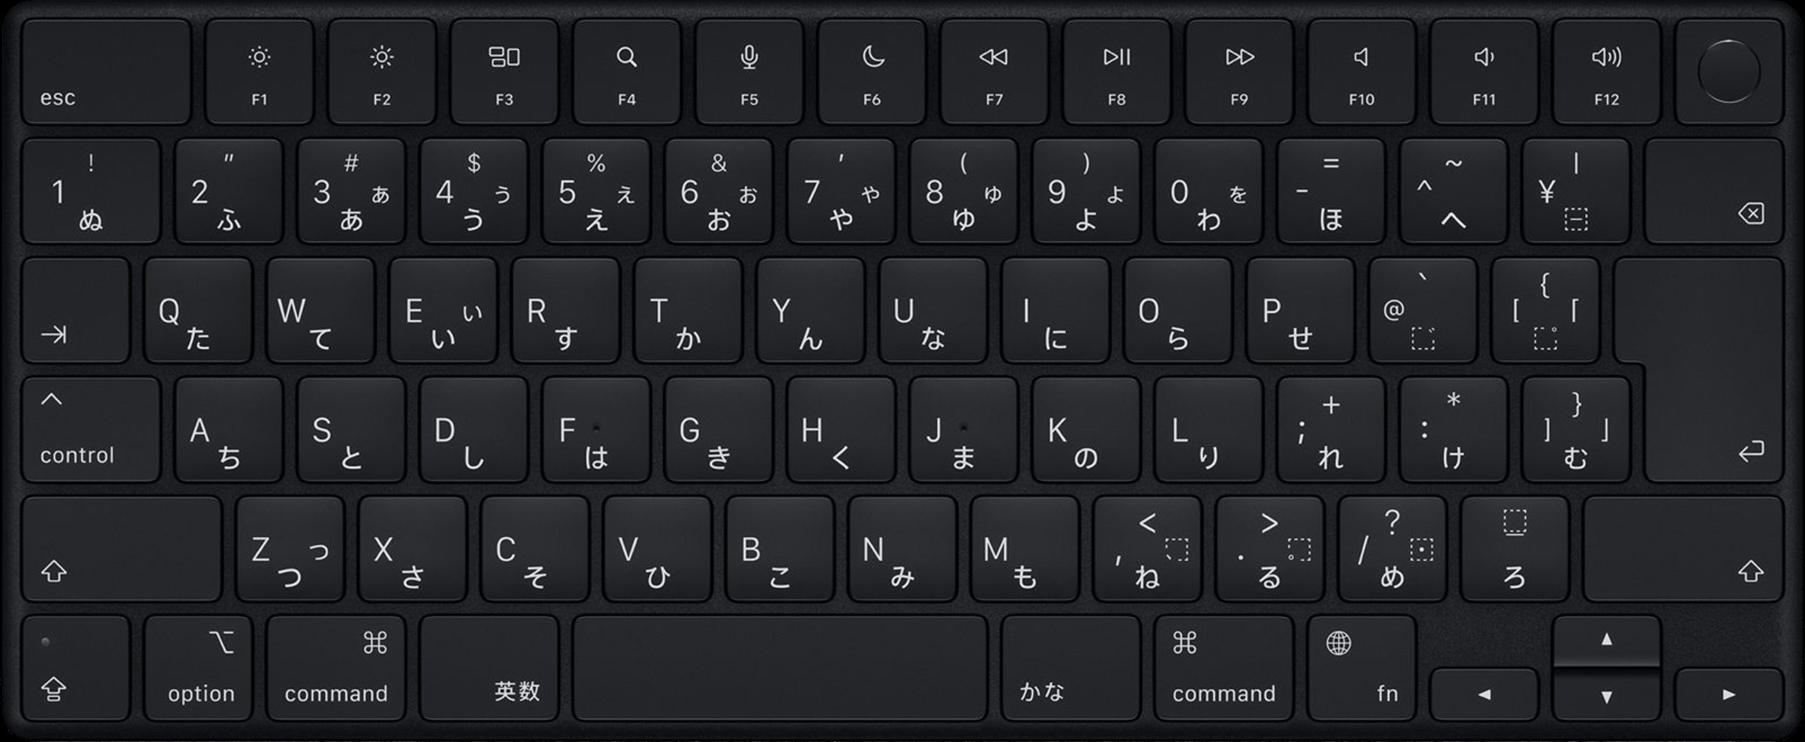 esc F1 F2 F3 F4 F5 F6 F7 F8 F9 F10 F11 F12
! " # $ % & ' ( ) = ~ |
1 2 3 あ 4 ぅ 5 ぇ 6 ぉ 7 ゃ 8 ゅ 9 ょ 0 を - ^ ¥
ぬ ふ あ う え お や ゆ よ わ ほ へ
` {
Q W E ぃ R T Y U I O P @ [ ｢
た て い す か ん な に ら せ
+ * }
A S D F G H J K L ; : ] ｣
control ち と し は き く ま の り れ け む
< > ?
Z っ X C V B N M , . /
つ さ そ ひ こ み も ね る め ろ
option command 英数 かな command fn